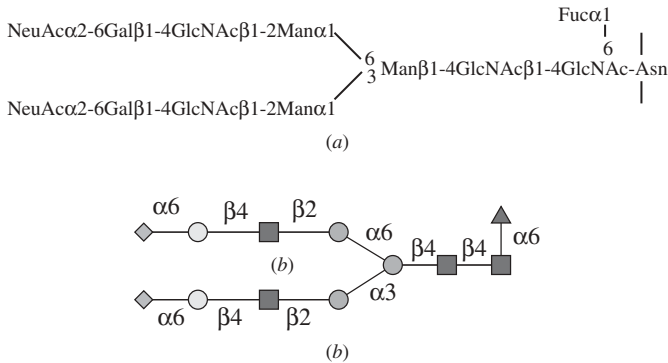 Fucα1
NeuAcα2-6Galβ1-4GlcNAcβ1-2Manα1
6
6
3
Manβ1-4GlcNAcβ1-4GlcNAc-Asn
NeuAcα2-6Galβ1-4GlcNAcβ1-2Manα1
(a)
α6 β4 β2
α6 β4 β4 α6
(b)
α3
α6 β4 β2
(b)